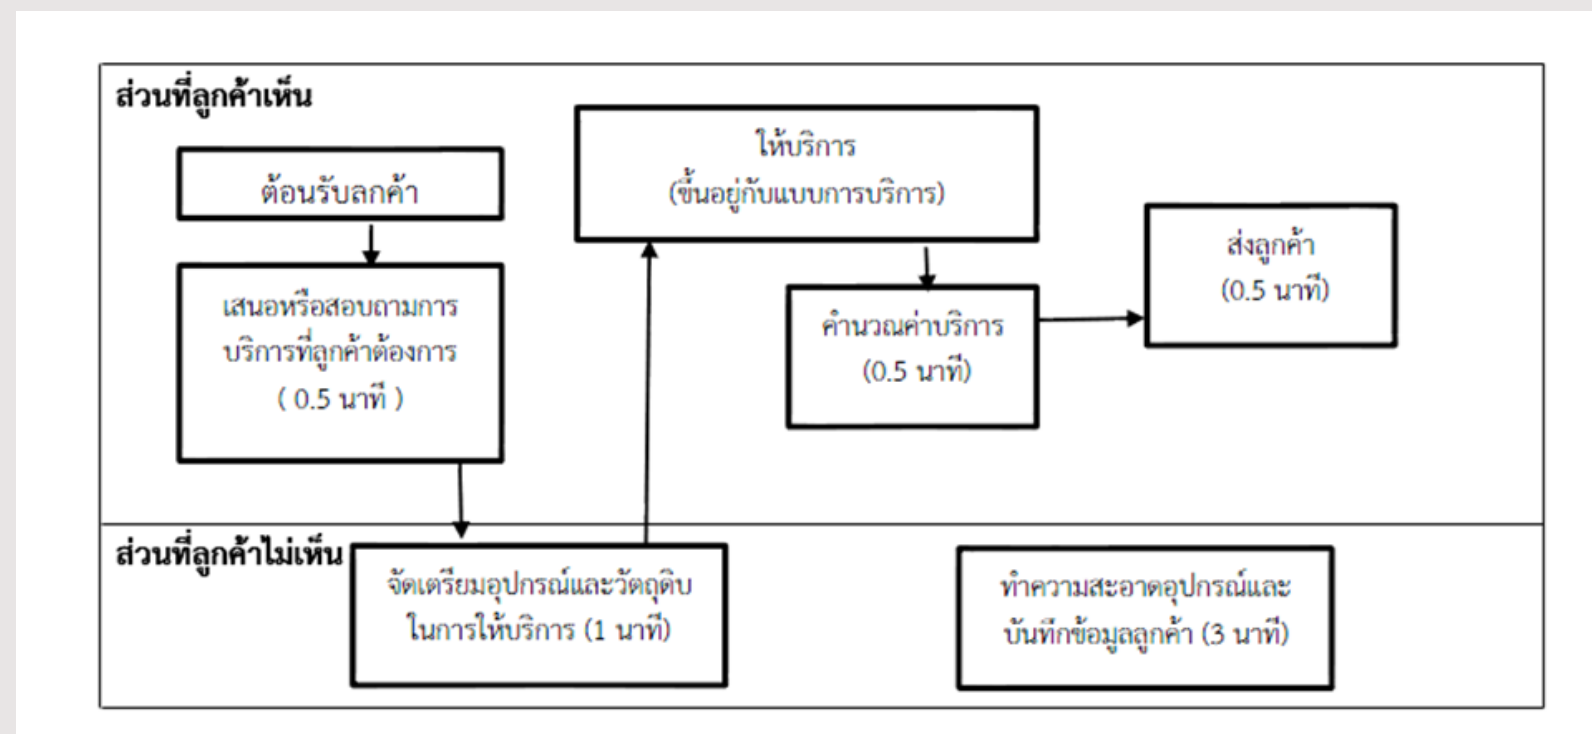 ส่วนที่ลูกค้าเห็น
ต้อนรับลกค้า
เสนอหรือสอบถามการ
บริการที่ลูกค้าต้องการ
( 0.5 นาที )
ให้บริการ
(ขึ้นอยู่กับแบบการบริการ)
คำนวณค่าบริการ
(0.5 นาที)
ส่งลูกค้า
(0.5 นาที)
ส่วนที่ลูกค้าไม่เห็น
จัดเตรียมอุปกรณ์และวัตถุดิบ
ในการให้บริการ (1 นาที)
ทำความสะอาดอุปกรณ์และ
บันทึกข้อมูลลูกค้า (3 นาที)